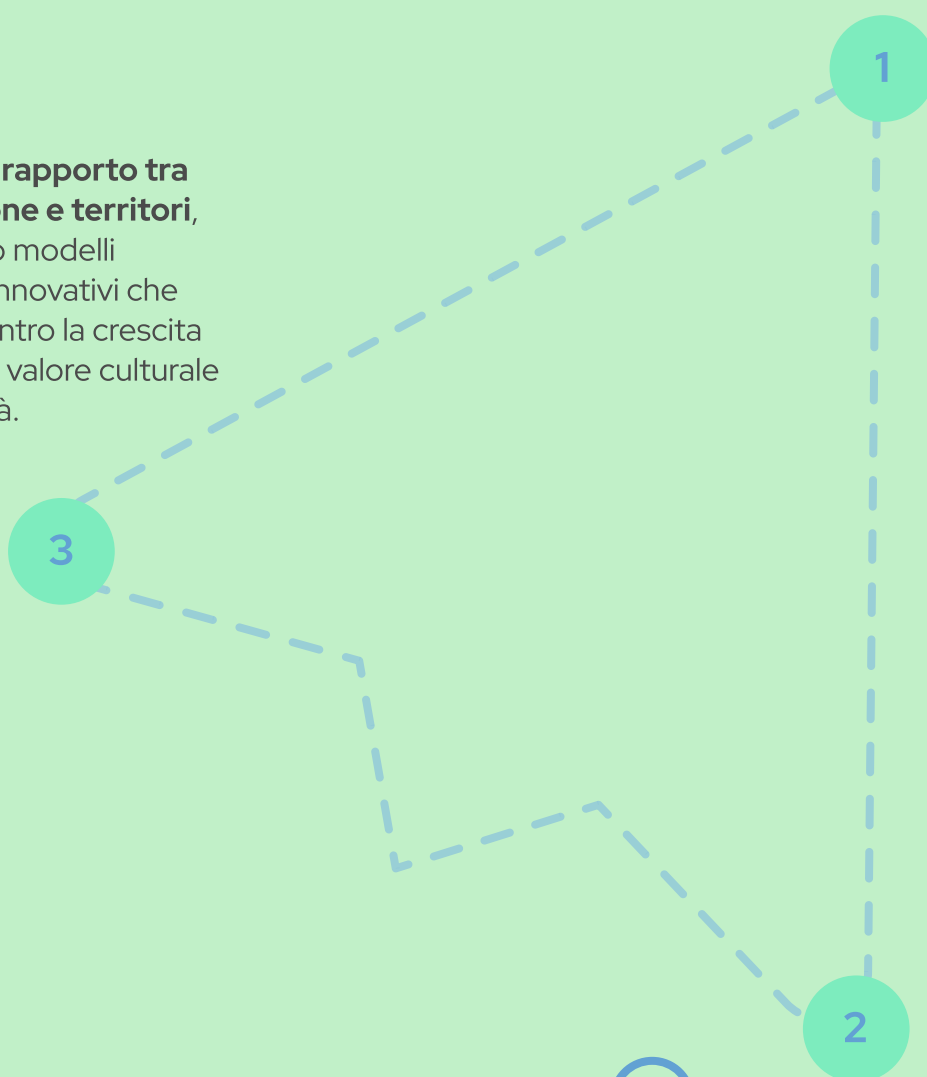 1
rapporto tra
ne e territori,
o modelli
nnovativi che
ntro la crescita
valore culturale
à.
3
2